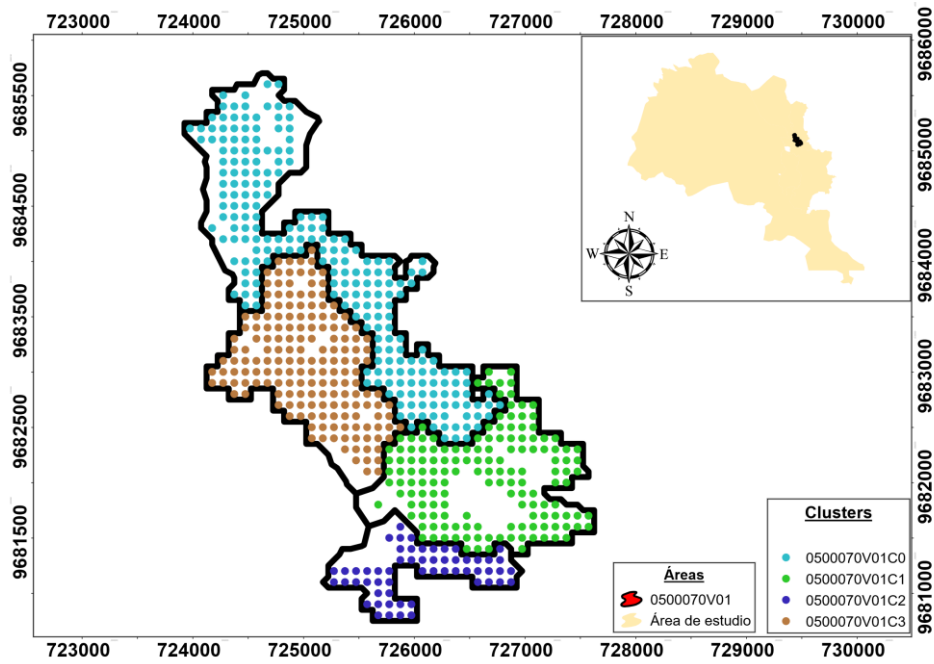 723000 724000 725000 726000 727000 728000 729000 730000
9685500
9684500
9683500
9682500
9681500
9686000
9685000
9684000
9683000
9682000
9681000
N
W E
S
Clusters
0500070V01C0
0500070V01C1
0500070V01C2
0500070V01C3
Áreas
0500070V01
Área de estudio
723000 724000 725000 726000 727000 728000 729000 730000